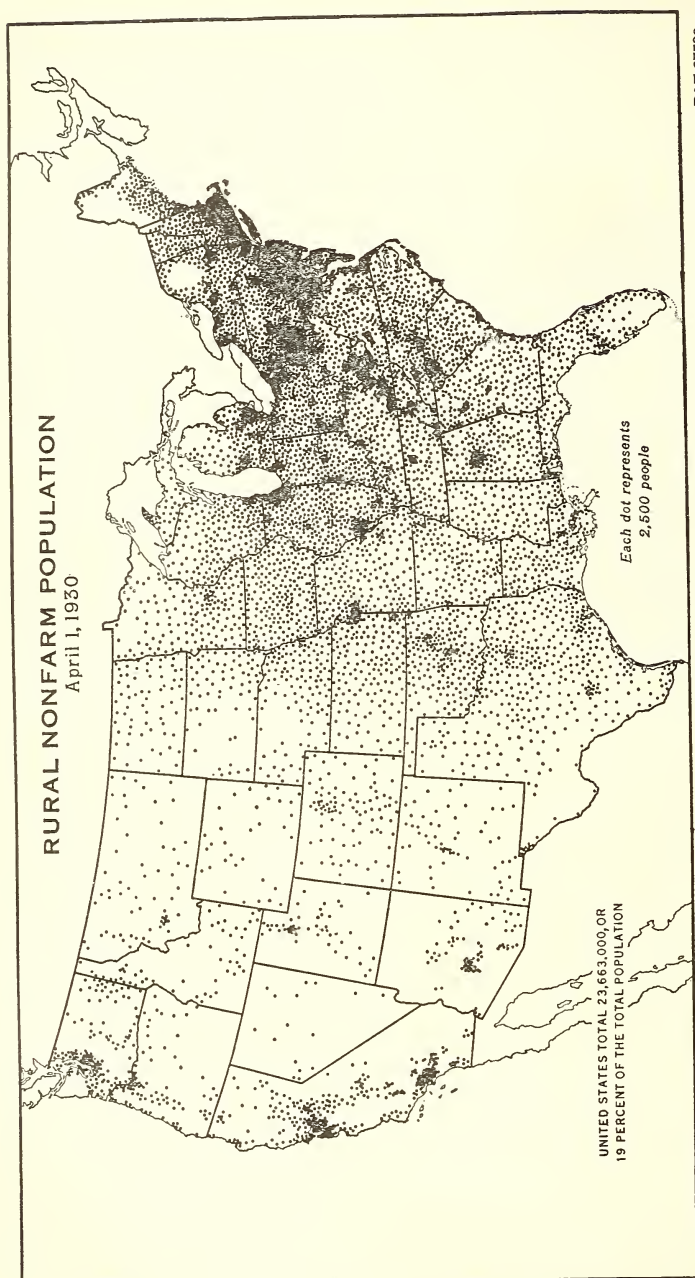 RURAL NONFARM POPULATION
April 1, 1930
Each dot represents
2,500 people
UNITED STATES TOTAL 23,663,000, OR
19 PERCENT OF THE TOTAL POPULATION